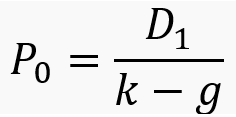 P₀ = D₁ / (k − g)